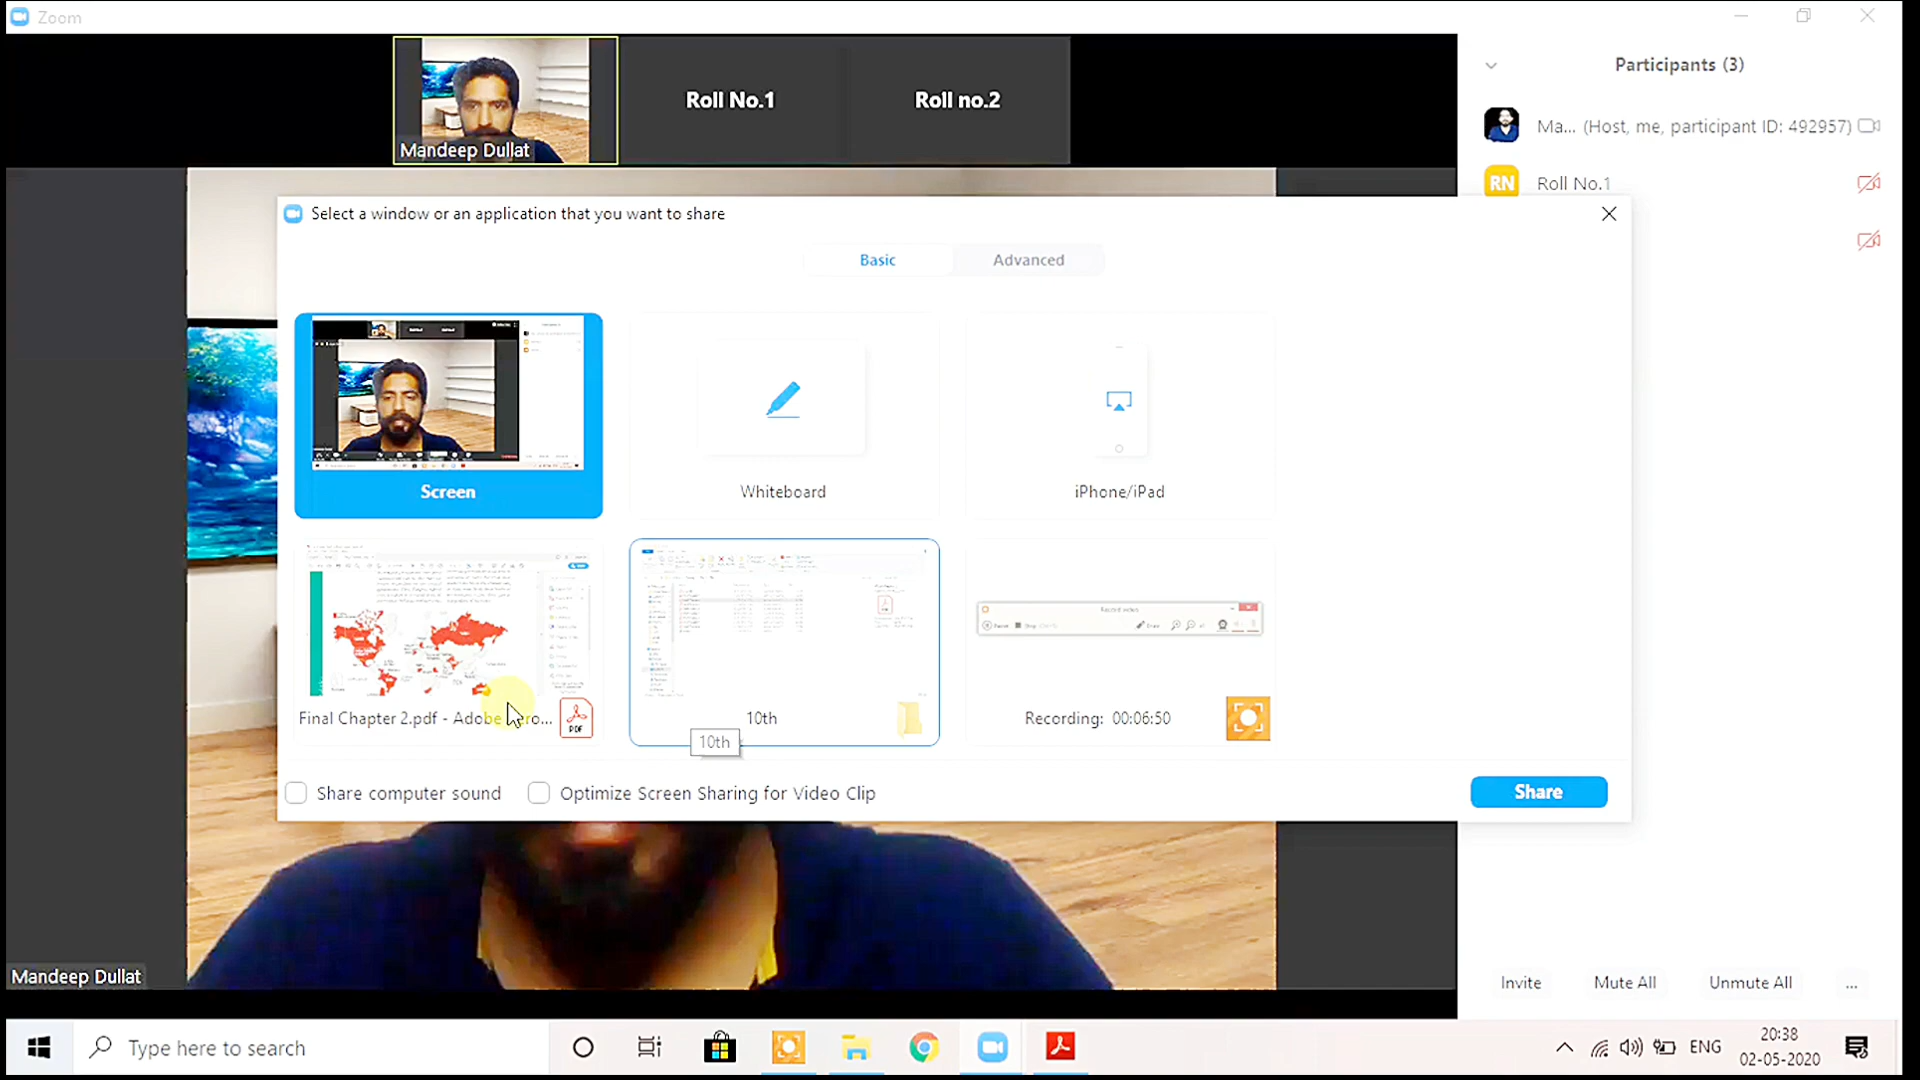 Zoom
Mandeep Dullat
Roll No.1
Roll no.2
Participants (3)
Ma... (Host, me, participant ID: 492957)
RN
Roll No.1
Select a window or an application that you want to share
Basic
Advanced
Screen
Whiteboard
iPhone/iPad
Final Chapter 2.pdf - Adobe
PDF
10th
10th
Recording: 00:06:50
Share computer sound
Optimize Screen Sharing for Video Clip
Share
Mandeep Dullat
Invite
Mute All
Unmute All
...
Type here to search
ENG
20:38
02-05-2020